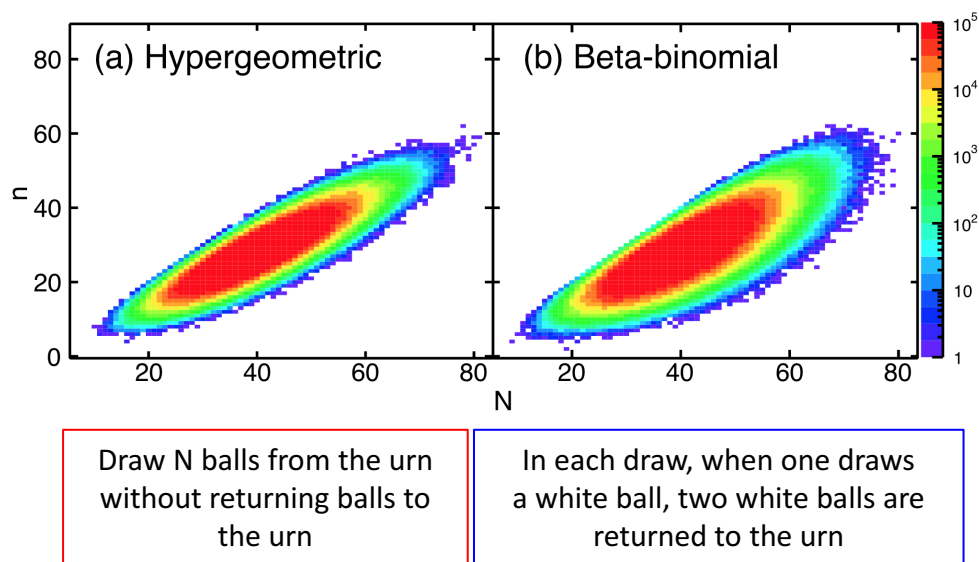 (a) Hypergeometric
(b) Beta-binomial
n
80
60
40
20
0
20
40
60
80
20
40
60
80
N
10⁵
10⁴
10³
10²
10
1
Draw N balls from the urn
without returning balls to
the urn
In each draw, when one draws
a white ball, two white balls are
returned to the urn